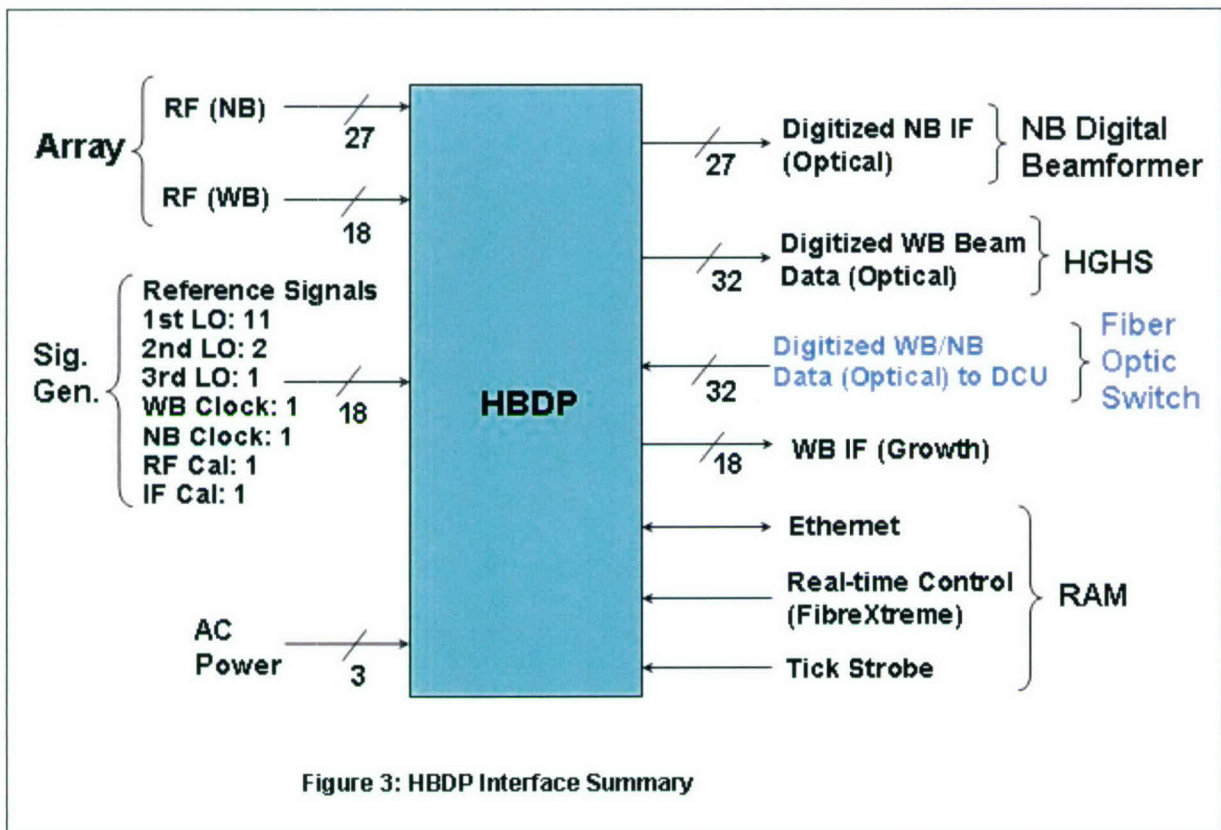 Array
RF (NB)
27
RF (WB)
18
Sig.
Gen.
Reference Signals
1st LO: 11
2nd LO: 2
3rd LO: 1
WB Clock: 1
NB Clock: 1
RF Cal: 1
IF Cal: 1
18
AC
Power
3
HBDP
27
Digitized NB IF
(Optical)
NB Digital
Beamformer
32
Digitized WB Beam
Data (Optical)
HGHS
32
Digitized WB/NB
Data (Optical) to DCU
Fiber
Optic
Switch
18
WB IF (Growth)
Ethernet
Real-time Control
(FibreXtreme)
Tick Strobe
RAM
Figure 3: HBDP Interface Summary